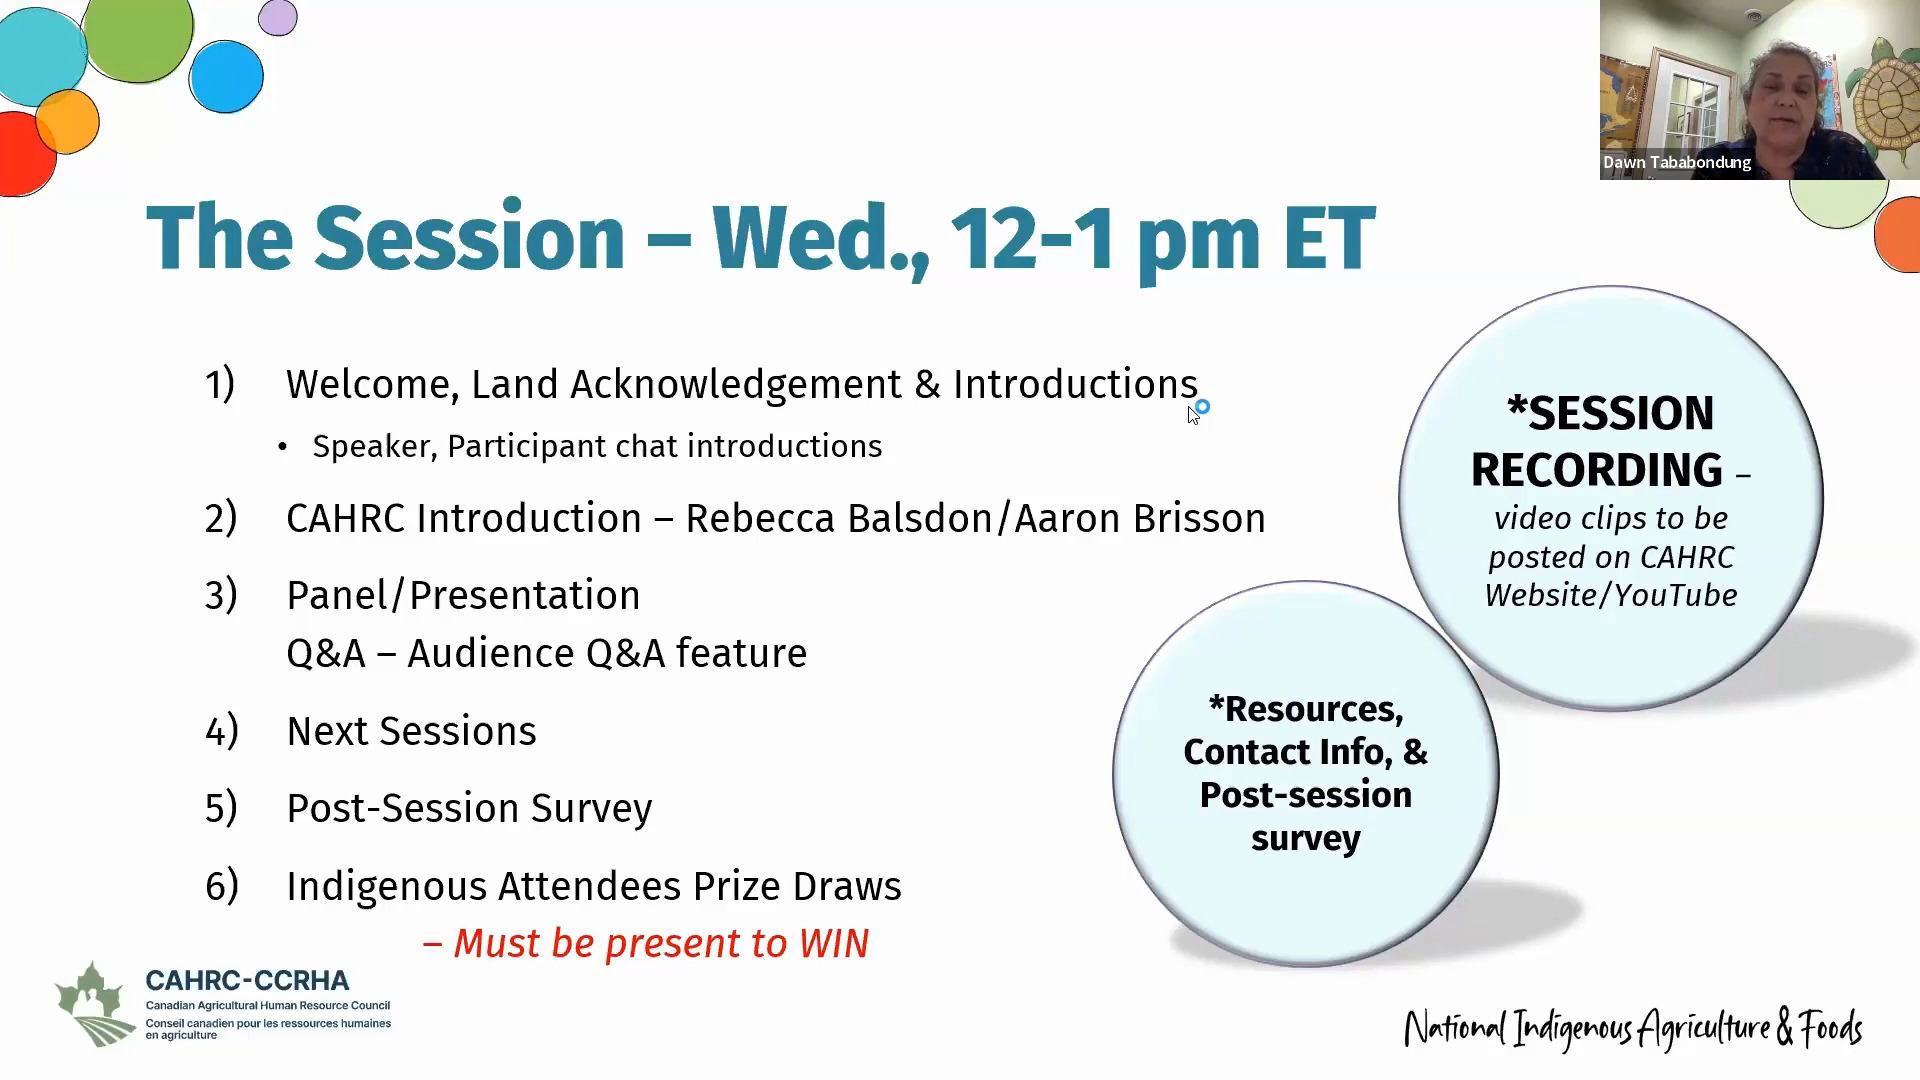 Dawn Tababondung
The Session – Wed., 12-1 pm ET
1) Welcome, Land Acknowledgement & Introductions
• Speaker, Participant chat introductions
2) CAHRC Introduction – Rebecca Balsdon/Aaron Brisson
3) Panel/Presentation
Q&A – Audience Q&A feature
4) Next Sessions
5) Post-Session Survey
6) Indigenous Attendees Prize Draws
– Must be present to WIN
*SESSION
RECORDING –
video clips to be
posted on CAHRC
Website/YouTube
*Resources,
Contact Info, &
Post-session
survey
CAHRC-CCRHA
Canadian Agricultural Human Resource Council
Conseil canadien pour les ressources humaines
en agriculture
National Indigenous Agriculture & Foods